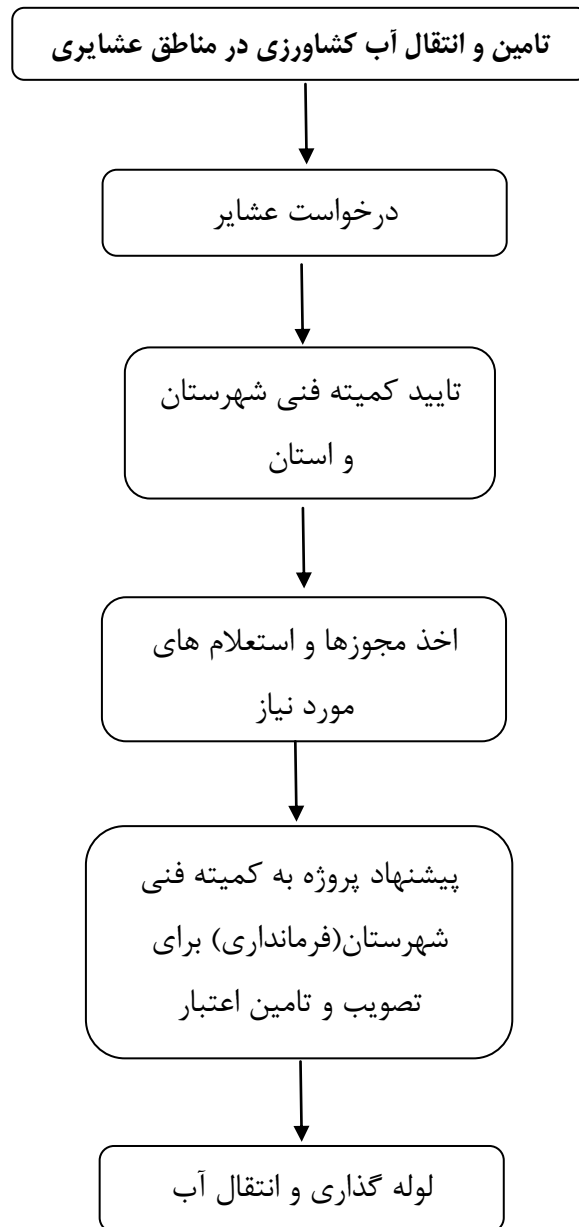 تامین و انتقال آب کشاورزی در مناطق عشایری
درخواست عشایر
تایید کمیته فنی شهرستان
و استان
اخذ مجوزها و استعلام های
مورد نیاز
پیشنهاد پروژه به کمیته فنی
شهرستان(فرمانداری) برای
تصویب و تامین اعتبار
لوله گذاری و انتقال آب